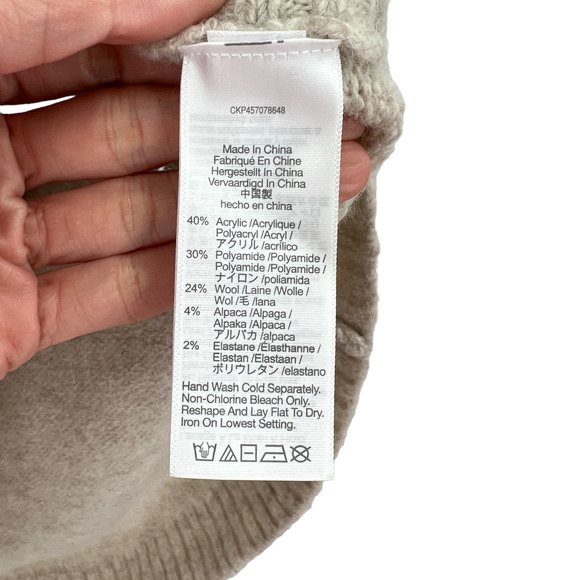 CKP457078648
Made In China
Fabriqué En Chine
Hergestellt In China
Vervaardigd In China
中国製
hecho en china
40% Acrylic /Acrylique /
Polyacryl /Acryl /
アクリル /acrílico
30% Polyamide /Polyamide /
Polyamide /Polyamide /
ナイロン /poliamida
24% Wool /Laine /Wolle /
Wol /毛 /lana
4% Alpaca /Alpaga /
Alpaka /Alpaca /
アルパカ /alpaca
2% Elastane /Élasthanne /
Elastan /Elastaan /
ポリウレタン /elastano
Hand Wash Cold Separately.
Non-Chlorine Bleach Only.
Reshape And Lay Flat To Dry.
Iron On Lowest Setting.